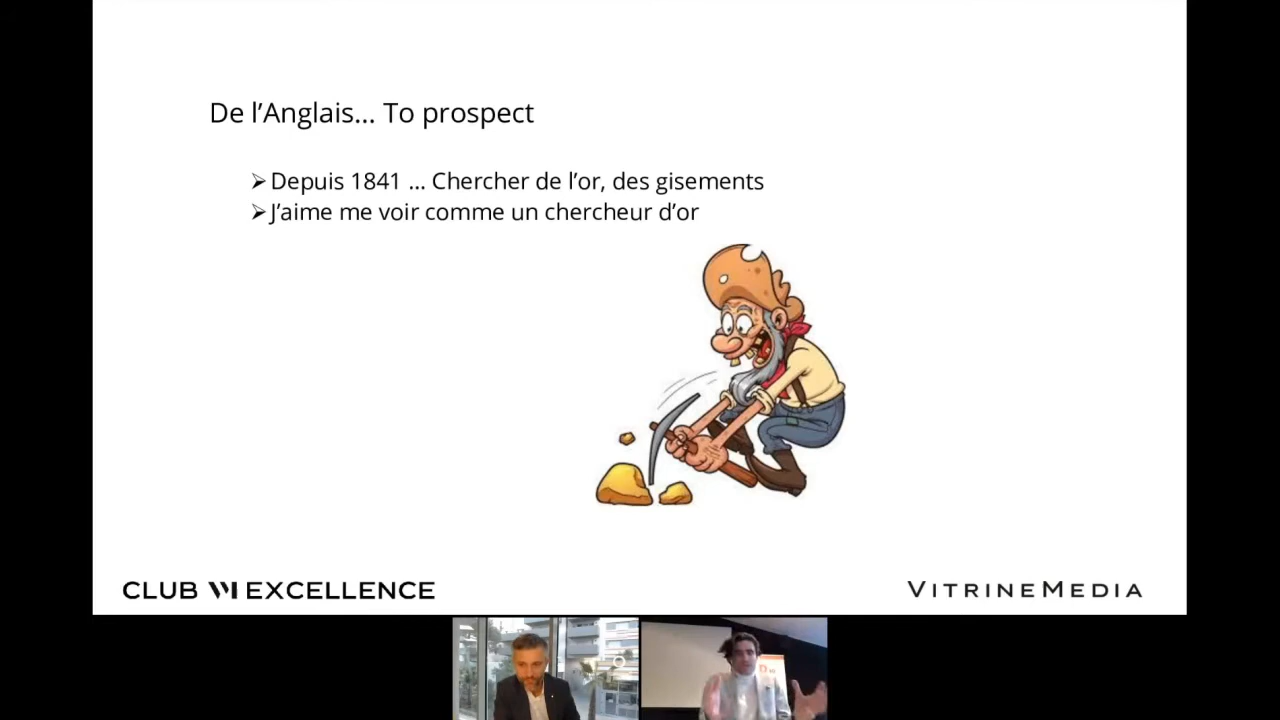 De l’Anglais... To prospect
➢Depuis 1841 ... Chercher de l’or, des gisements
➢J’aime me voir comme un chercheur d’or
CLUB VM EXCELLENCE
VITRINEMEDIA